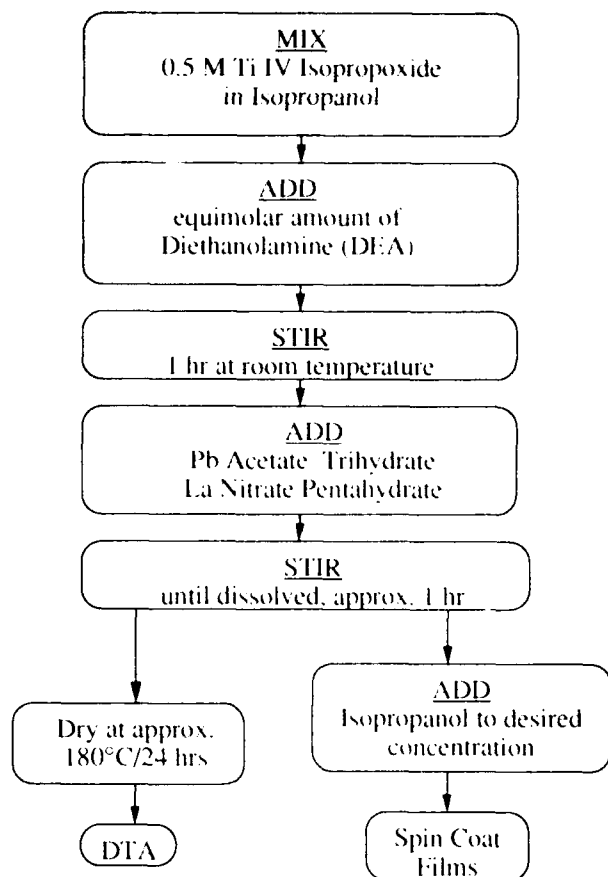 MIX
0.5 M Ti IV Isopropoxide
in Isopropanol
ADD
equimolar amount of
Diethanolamine (DEA)
STIR
1 hr at room temperature
ADD
Pb Acetate Trihydrate
La Nitrate Pentahydrate
STIR
until dissolved, approx. 1 hr
Dry at approx.
180°C/24 hrs
DTA
ADD
Isopropanol to desired
concentration
Spin Coat
Films